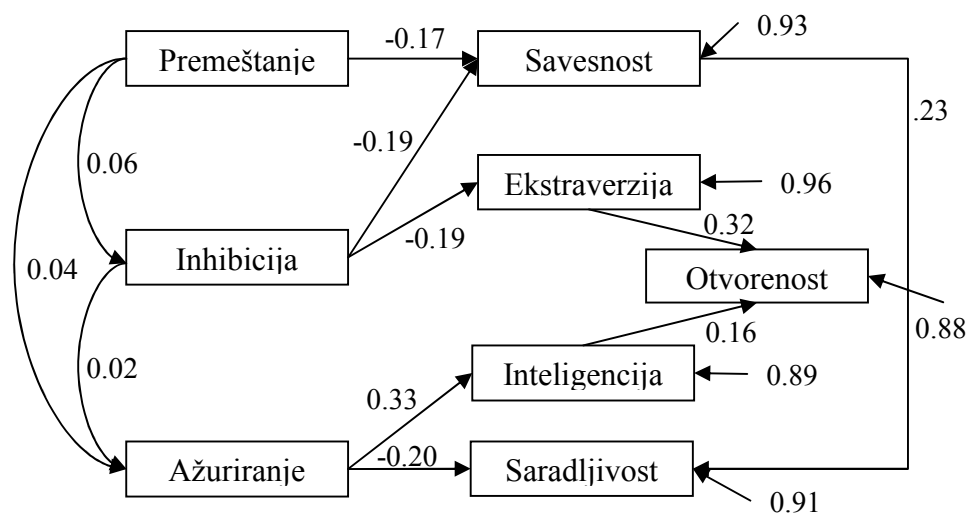 0.93
-0.17
Premeštanje
Savesnost
.23
-0.19
0.06
Ekstraverzija
0.96
-0.19
0.32
Inhibicija
0.04
Otvorenost
0.16
0.88
0.02
Inteligencija
0.89
0.33
-0.20
Ažuriranje
Saradljivost
0.91